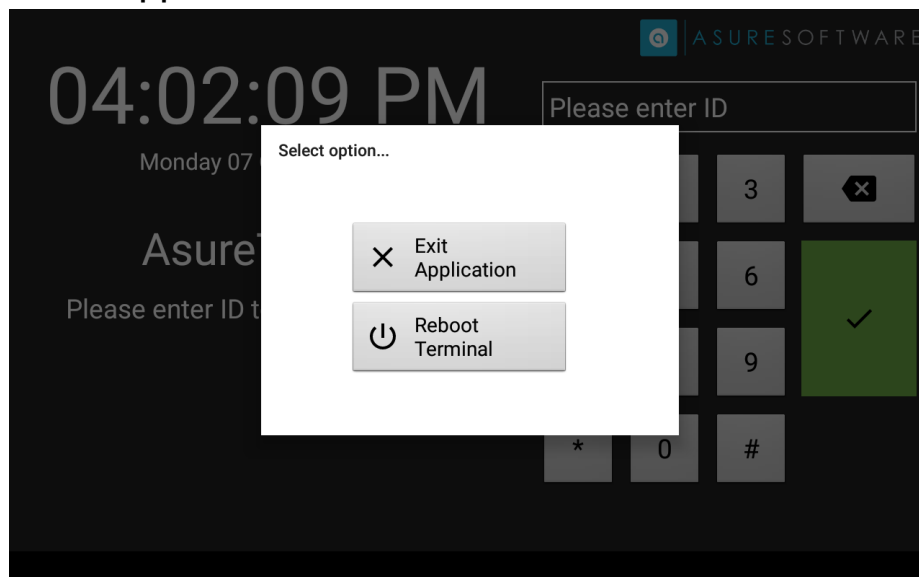 ASURESOFTWARE
04:02:09 PM
Please enter ID
Monday 07
Select option...
3
Asure
Exit
Application
6
Please enter ID t
Reboot
Terminal
9
* 0 #